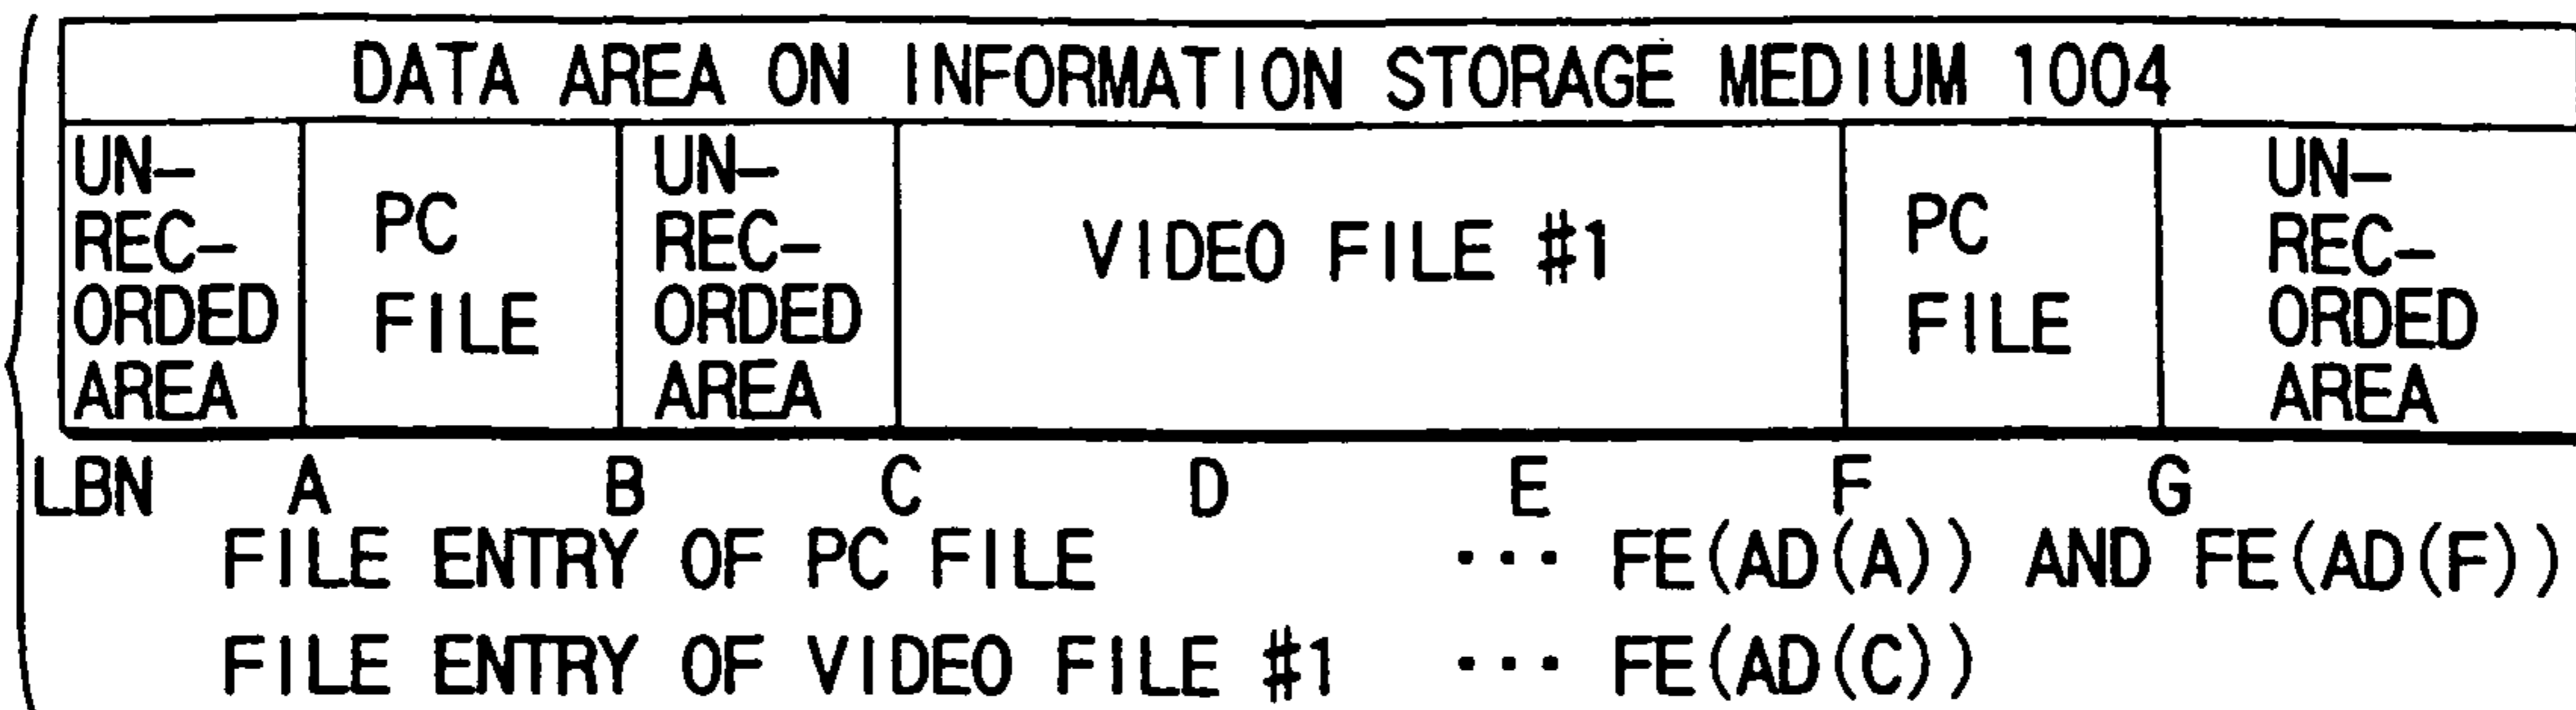 DATA AREA ON INFORMATION STORAGE MEDIUM 1004
UN-
REC-
ORDED
AREA
PC
FILE
UN-
REC-
ORDED
AREA
VIDEO FILE #1
PC
FILE
UN-
REC-
ORDED
AREA
LBN A B C D E F G
FILE ENTRY OF PC FILE ··· FE(AD(A)) AND FE(AD(F))
FILE ENTRY OF VIDEO FILE #1 ··· FE(AD(C))